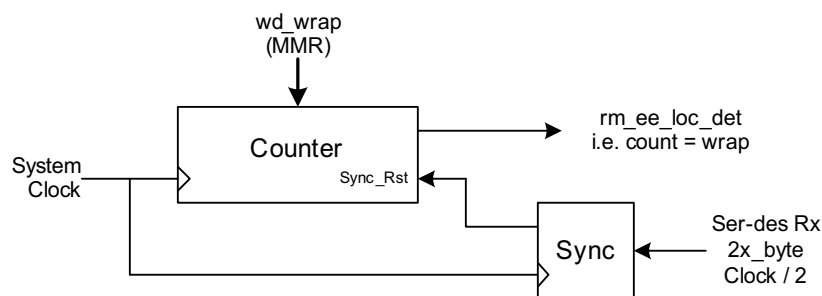 wd_wrap
(MMR)
Counter
Sync_Rst
rm_ee_loc_det
i.e. count = wrap
System
Clock
Sync
Ser-des Rx
2x_byte
Clock / 2